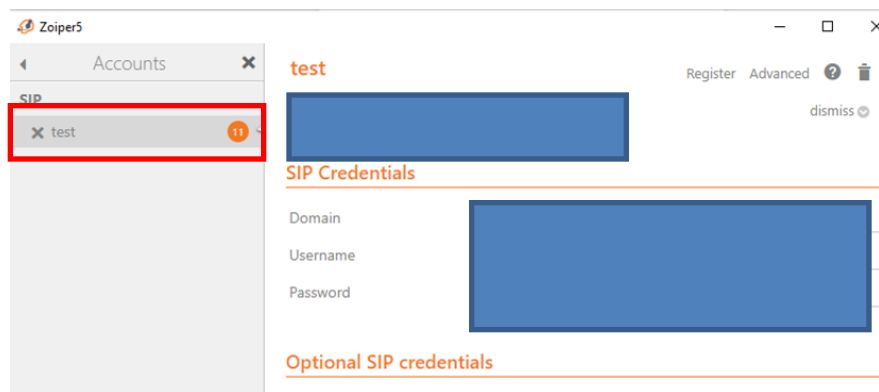 Zoiper5
Accounts
SIP
test
11
test
Register Advanced ?
dismiss
SIP Credentials
Domain
Username
Password
Optional SIP credentials